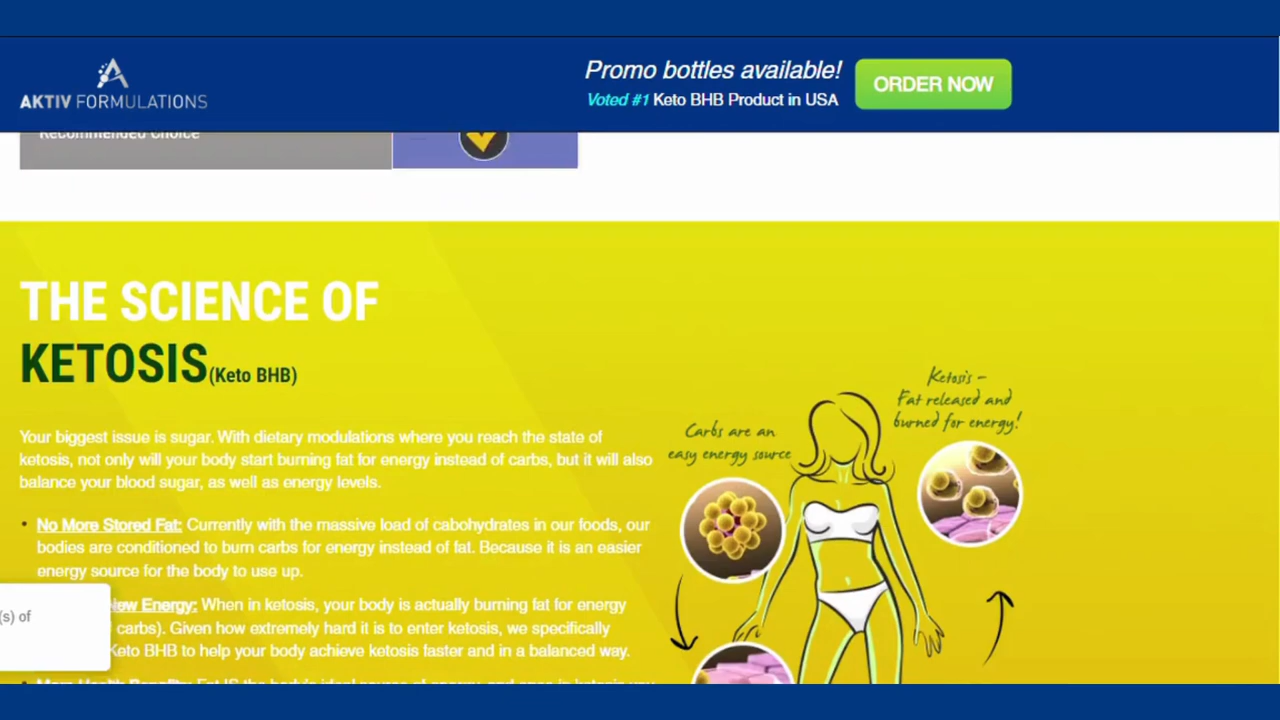 AKTIV FORMULATIONS
Promo bottles available!
Voted #1 Keto BHB Product in USA
ORDER NOW
Recommended Choice
THE SCIENCE OF
KETOSIS (Keto BHB)
Your biggest issue is sugar. With dietary modulations where you reach the state of
ketosis, not only will your body start burning fat for energy instead of carbs, but it will also
balance your blood sugar, as well as energy levels.
• No More Stored Fat: Currently with the massive load of cabohydrates in our foods, our
bodies are conditioned to burn carbs for energy instead of fat. Because it is an easier
energy source for the body to use up.
New Energy: When in ketosis, your body is actually burning fat for energy
carbs). Given how extremely hard it is to enter ketosis, we specifically
Keto BHB to help your body achieve ketosis faster and in a balanced way.
(s) of
Carbs are an
easy energy source
Ketosis –
Fat released and
burned for energy!